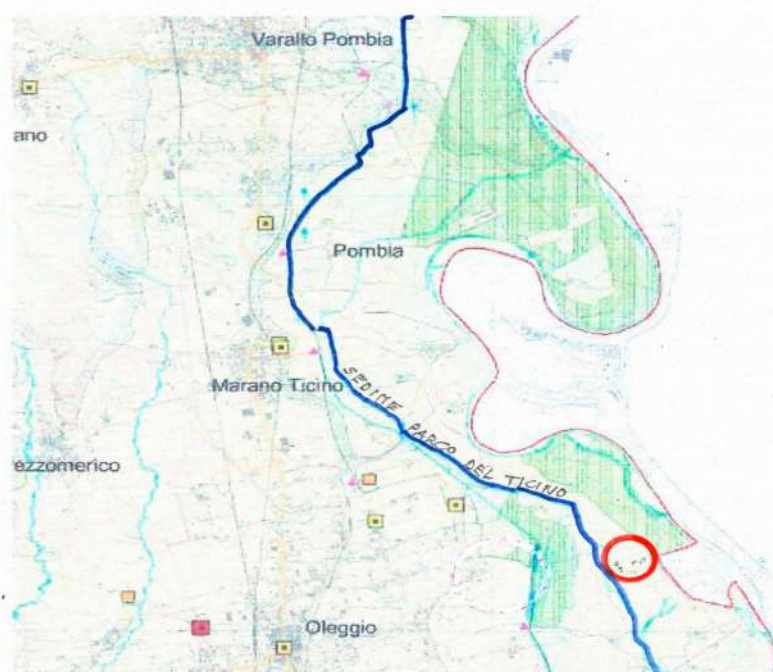 Varallo Pombia
ano
Pombia
Marano Ticino
SEDIME PARCO DEL TICINO
ezzomerico
Oleggio